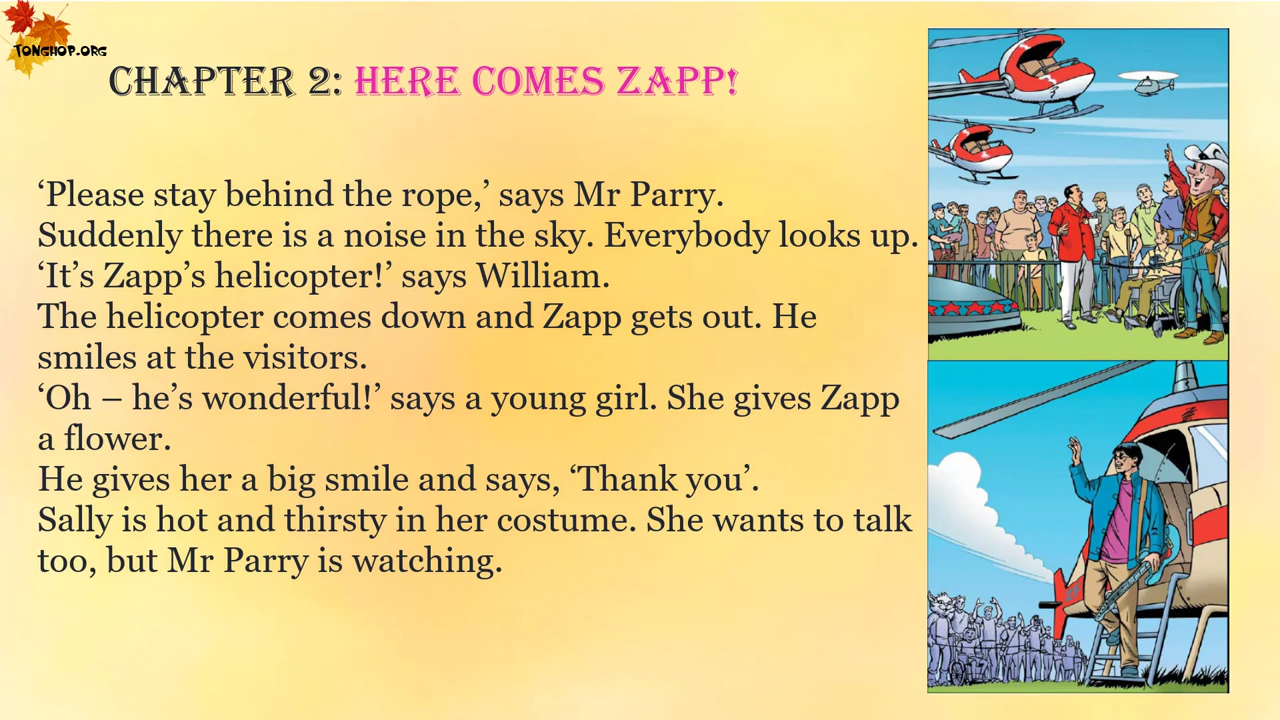 TONGHOP.ORG
CHAPTER 2: HERE COMES ZAPP!
‘Please stay behind the rope,’ says Mr Parry.
Suddenly there is a noise in the sky. Everybody looks up.
‘It’s Zapp’s helicopter!’ says William.
The helicopter comes down and Zapp gets out. He
smiles at the visitors.
‘Oh – he’s wonderful!’ says a young girl. She gives Zapp
a flower.
He gives her a big smile and says, ‘Thank you’.
Sally is hot and thirsty in her costume. She wants to talk
too, but Mr Parry is watching.